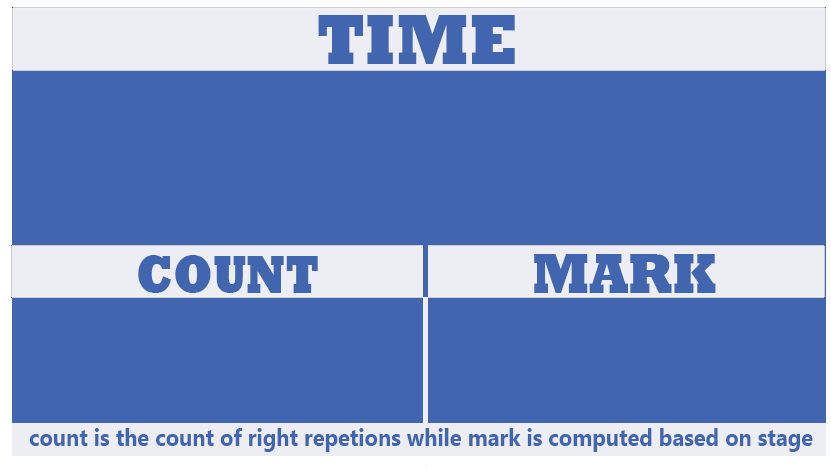 TIME
COUNT
MARK
count is the count of right repetions while mark is computed based on stage